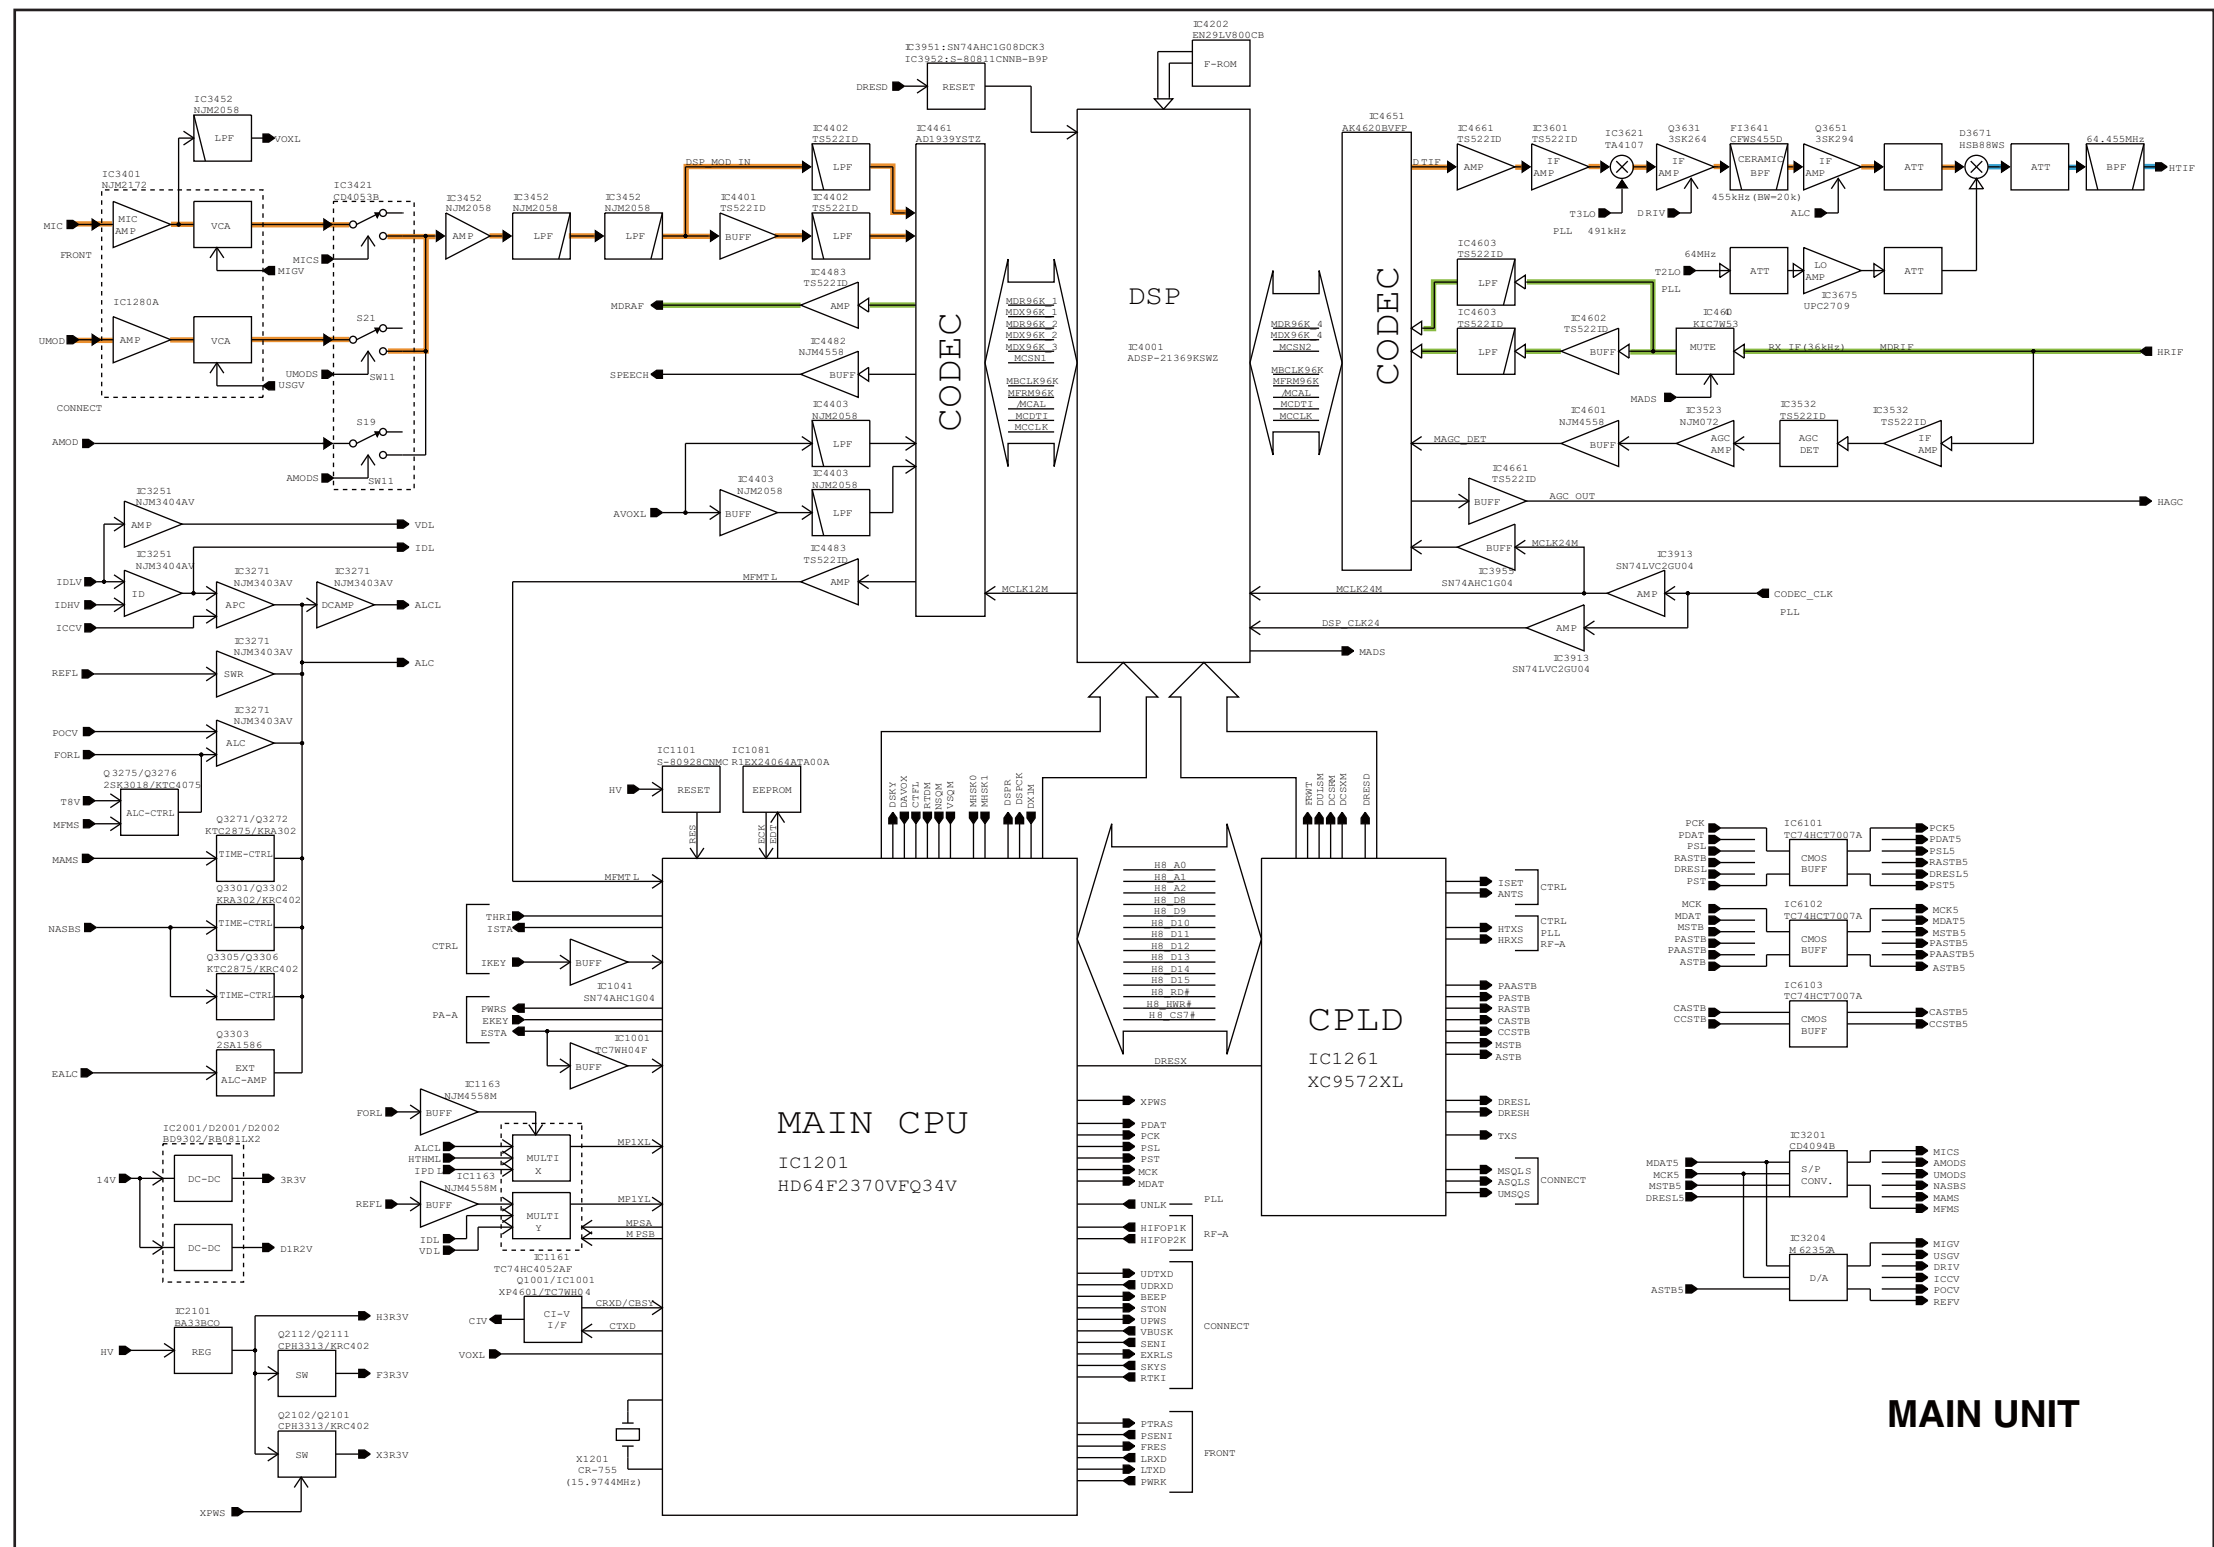 IC4202
EN29LV800CB
F-ROM
IC3951:SN74AHC1G08DCK3
IC3952:S-80811CNNB-B9P
DRESD
RESET
IC3452
NJM2058
LPF
VOXL
IC3401
NJM2172
MIC
MIC
AMP
VCA
FRONT
MIGV
IC1280A
UMOD
AMP
VCA
USGV
CONNECT
AMOD
IC3421
CD4053B
MICS
S21
UMODS
SW11
S19
AMODS
SW11
IC3452
NJM2058
AMP
IC3452
NJM2058
LPF
IC3452
NJM2058
LPF
DSP_MOD_IN
IC4402
TS522ID
LPF
IC4401
TS522ID
BUFF
IC4402
TS522ID
LPF
IC4483
TS522ID
MDRAF
AMP
IC4482
NJM4558
SPEECH
BUFF
IC4403
NJM2058
LPF
IC4403
NJM2058
AVOXL
BUFF
IC4403
NJM2058
LPF
IC4483
TS522ID
MFMTL
AMP
IC4461
AD1939YSTZ
CODEC
MDR96K_1
MDX96K_1
MDR96K_2
MDX96K_2
MDX96K_3
MCSN1
MBCLK96K
MFRM96K
/MCAL
MCDTI
MCCLK
MCLK12M
DSP
IC4001
ADSP-21369KSWZ
MDR96K_4
MDX96K_4
MCSN2
MBCLK96K
MFRM96K
/MCAL
MCDTI
MCCLK
IC4651
AK4620BVFP
CODEC
DTIF
IC4661
TS522ID
AMP
IC3601
TS522ID
IF
AMP
IC3621
TA4107
T3LO
PLL 491kHz
Q3631
3SK264
IF
AMP
DRIV
FI3641
CFWS455D
CERAMIC
BPF
455kHz(BW=20k)
Q3651
3SK294
IF
AMP
ALC
ATT
D3671
HSB88WS
ATT
64.455MHz
BPF
HTIF
64MHz
T2LO
PLL
ATT
LO
AMP
IC3675
UPC2709
ATT
IC4603
TS522ID
LPF
IC4603
TS522ID
LPF
IC4602
TS522ID
BUFF
KIC7W53
MUTE
RX_IF(36kHz)
MDRIF
HRIF
MADS
IC4601
NJM4558
MAGC_DET
BUFF
IC3523
NJM072
AGC
AMP
IC3532
TS522ID
AGC
DET
IC3532
TS522ID
IF
AMP
IC4661
TS522ID
BUFF
AGC_OUT
HAGC
BUFF
MCLK24M
IC3955
SN74AHC1G04
IC3913
SN74LVC2GU04
MCLK24M
AMP
CODEC_CLK
PLL
DSP_CLK24
AMP
IC3913
SN74LVC2GU04
MADS
IC3251
NJM3404AV
AMP
VDL
IDL
IC3251
NJM3404AV
IDLV
ID
IDHV
ICCV
IC3271
NJM3403AV
APC
IC3271
NJM3403AV
DCAMP
ALCL
IC3271
NJM3403AV
REFL
SWR
ALC
IC3271
NJM3403AV
POCV
FORL
ALC
Q3275/Q3276
2SK3018/KTC4075
T8V
ALC-CTRL
MFMS
Q3271/Q3272
KTC2875/KRA302
MAMS
TIME-CTRL
Q3301/Q3302
KRA302/KRC402
NASBS
TIME-CTRL
Q3305/Q3306
KTC2875/KRC402
TIME-CTRL
Q3303
2SA1586
EALC
EXT
ALC-AMP
IC2001/D2001/D2002
BD9302/RB081LX2
14V
DC-DC
3R3V
DC-DC
D1R2V
IC2101
BA33BC0
HV
REG
H3R3V
Q2112/Q2111
CPH3313/KRC402
SW
F3R3V
Q2102/Q2101
CPH3313/KRC402
SW
X3R3V
XPWS
IC1101
S-80928CNMC
HV
RESET
RES
IC1081
R1EX24064ATA00A
EEPROM
ECK
EDT
DSKY
DAVOX
CTFL
RTDM
NSQM
VSQM
MHSK0
MHSK1
DSPR
DSPCK
DX1M
FRWT
DULSM
DCSRM
DCSXM
DRESD
MFMTL
CTRL
THRI
ISTA
IKEY
BUFF
IC1041
SN74AHC1G04
PA-A
PWRS
EKEY
ESTA
IC1001
TC7WH04F
BUFF
IC1163
NJM4558M
FORL
BUFF
ALCL
HTHML
IPDL
MULTI
X
MP1XL
IC1163
NJM4558M
REFL
BUFF
IDL
VDL
MULTI
Y
MP1YL
MPSA
MPSB
IC1161
TC74HC4052AF
Q1001/IC1001
XP4601/TC7WH04
CIV
CI-V
I/F
CRXD/CBSY
CTXD
VOXL
X1201
CR-755
(15.9744MHz)
MAIN CPU
IC1201
HD64F2370VFQ34V
H8_A0
H8_A1
H8_A2
H8_D8
H8_D9
H8_D10
H8_D11
H8_D12
H8_D13
H8_D14
H8_D15
H8_RD#
H8_HWR#
H8_CS7#
DRESX
XPWS
PDAT
PCK
PSL
PST
MCK
MDAT
UNLK
PLL
HIFOP1K
HIFOP2K
RF-A
UDTXD
UDRXD
BEEP
STON
UPWS
VBUSK
SENI
EXRLS
SKYS
RTKI
CONNECT
PTRAS
PSENI
FRES
LRXD
LTXD
PWRK
FRONT
CPLD
IC1261
XC9572XL
ISET
ANTS
CTRL
HTXS
HRXS
CTRL
PLL
RF-A
PAASTB
PASTB
RASTB
CASTB
CCSTB
MSTB
ASTB
DRESL
DRESH
TXS
MSQLS
ASQLS
UMSQS
CONNECT
IC6101
TC74HCT7007A
PCK
PDAT
PSL
RASTB
DRESL
PST
CMOS
BUFF
PCK5
PDAT5
PSL5
RASTB5
DRESL5
PST5
IC6102
TC74HCT7007A
MCK
MDAT
MSTB
PASTB
PAASTB
ASTB
CMOS
BUFF
MCK5
MDAT5
MSTB5
PASTB5
PAASTB5
ASTB5
IC6103
TC74HCT7007A
CASTB
CCSTB
CMOS
BUFF
CASTB5
CCSTB5
IC3201
CD4094B
MDAT5
MCK5
MSTB5
DRESL5
S/P
CONV.
MICS
AMODS
UMODS
NASBS
MAMS
MFMS
IC3204
M62352A
ASTB5
D/A
MIGV
USGV
DRIV
ICCV
POCV
REFV
MAIN UNIT